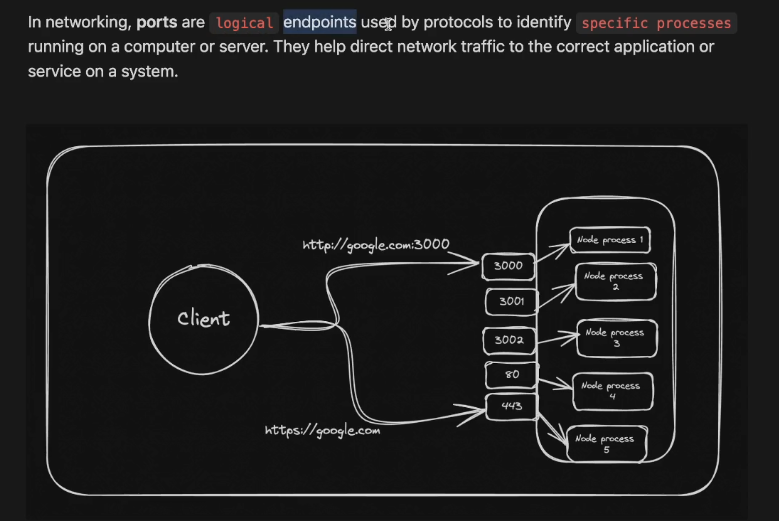 In networking, ports are logical endpoints used by protocols to identify specific processes
running on a computer or server. They help direct network traffic to the correct application or
service on a system.
http://google.com:3000
Client
https://google.com
3000
3001
3002
80
443
Node process 1
Node process
2
Node process
3
Node process
4
Node process
5